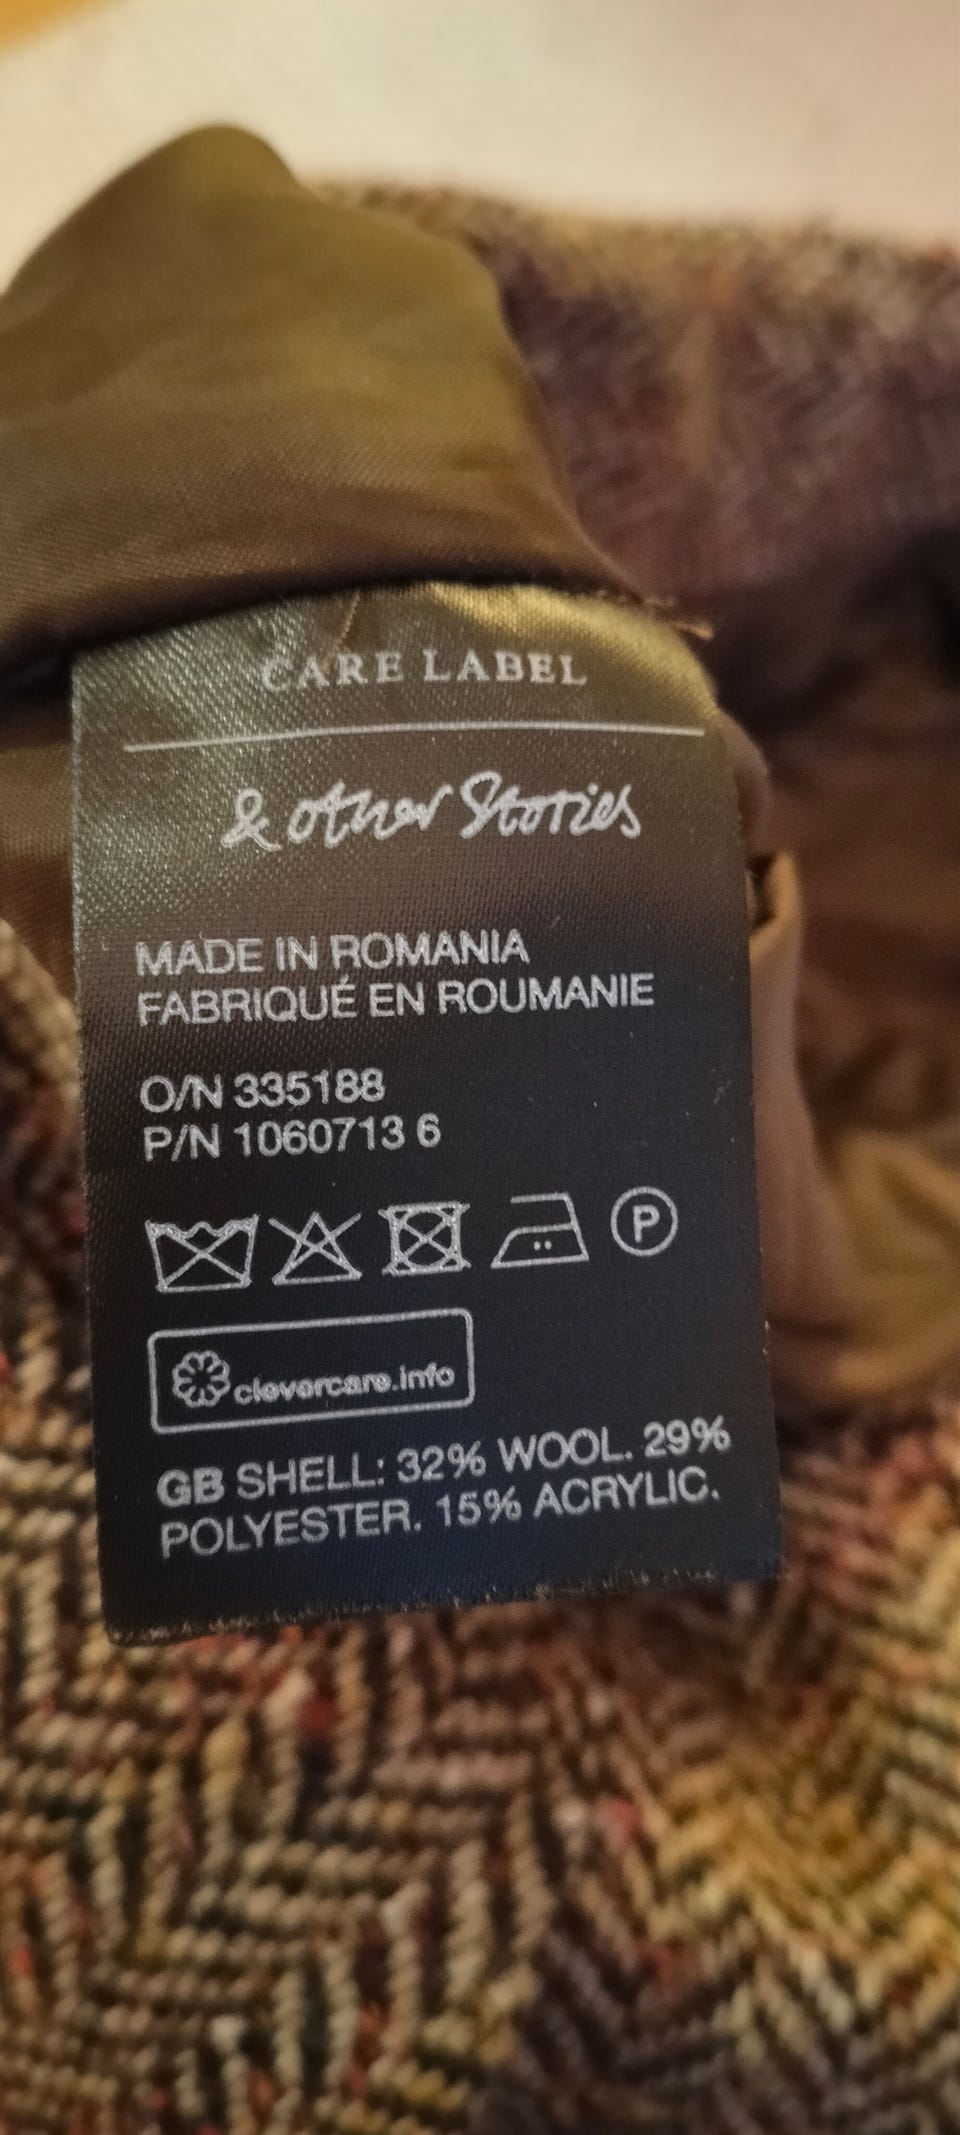 CARE LABEL
& other Stories
MADE IN ROMANIA
FABRIQUÉ EN ROUMANIE
O/N 335188
P/N 1060713 6
P
clevercare.info
GB SHELL: 32% WOOL. 29%
POLYESTER. 15% ACRYLIC.